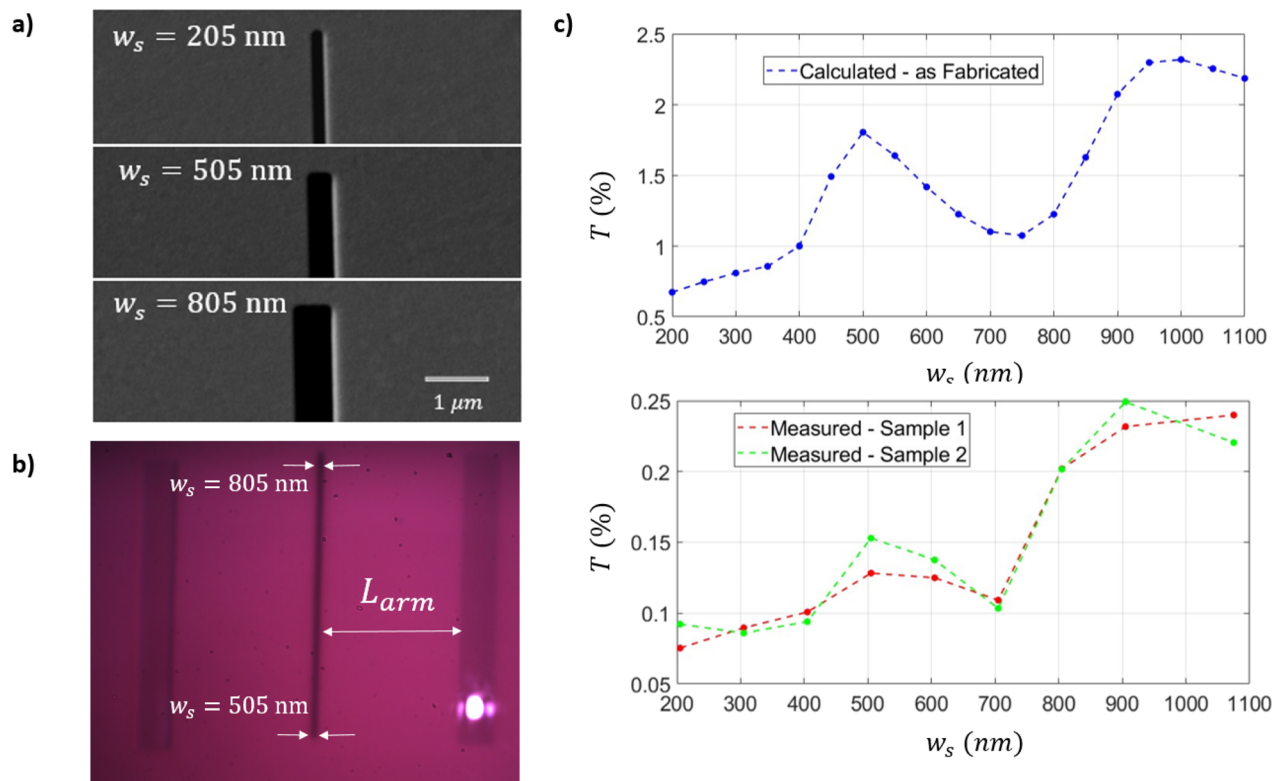 a)
w_s = 205 nm
w_s = 505 nm
w_s = 805 nm
1 μm
b)
w_s = 805 nm
L_arm
w_s = 505 nm
c)
2.5
2
1.5
1
0.5
T (%)
Calculated - as Fabricated
200 300 400 500 600 700 800 900 1000 1100
w_s (nm)
0.25
0.2
0.15
0.1
0.05
T (%)
Measured - Sample 1
Measured - Sample 2
200 300 400 500 600 700 800 900 1000 1100
w_s (nm)